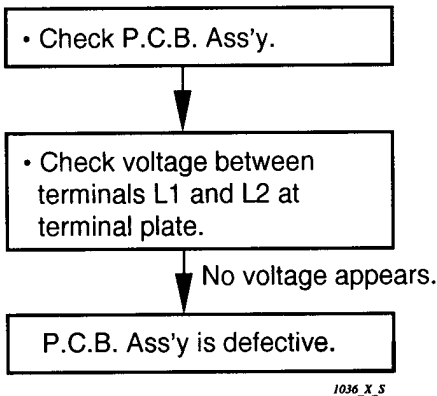 • Check P.C.B. Ass'y.
• Check voltage between
terminals L1 and L2 at
terminal plate.
No voltage appears.
P.C.B. Ass'y is defective.
1036_X_S